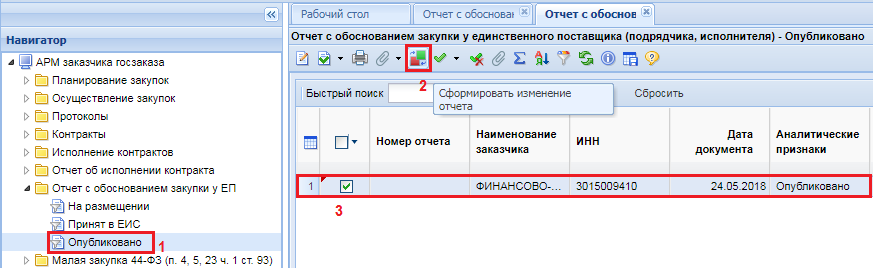 Рабочий стол
Отчет с обоснован
Отчет с обоснов
Навигатор
АРМ заказчика госзаказа
Планирование закупок
Осуществление закупок
Протоколы
Контракты
Исполнение контрактов
Отчет об исполнении контракта
Отчет с обоснованием закупки у ЕП
На размещении
Принят в ЕИС
Опубликовано
1
Малая закупка 44-ФЗ (п. 4, 5, 23 ч. 1 ст. 93)
Отчет с обоснованием закупки у единственного поставщика (подрядчика, исполнителя) - Опубликовано
2
Быстрый поиск
Сформировать изменение
отчета
Сбросить
Номер отчета
Наименование
заказчика
ИНН
Дата
документа
Аналитические
признаки
1
ФИНАНСОВО-...
3015009410
24.05.2018
Опубликовано
3